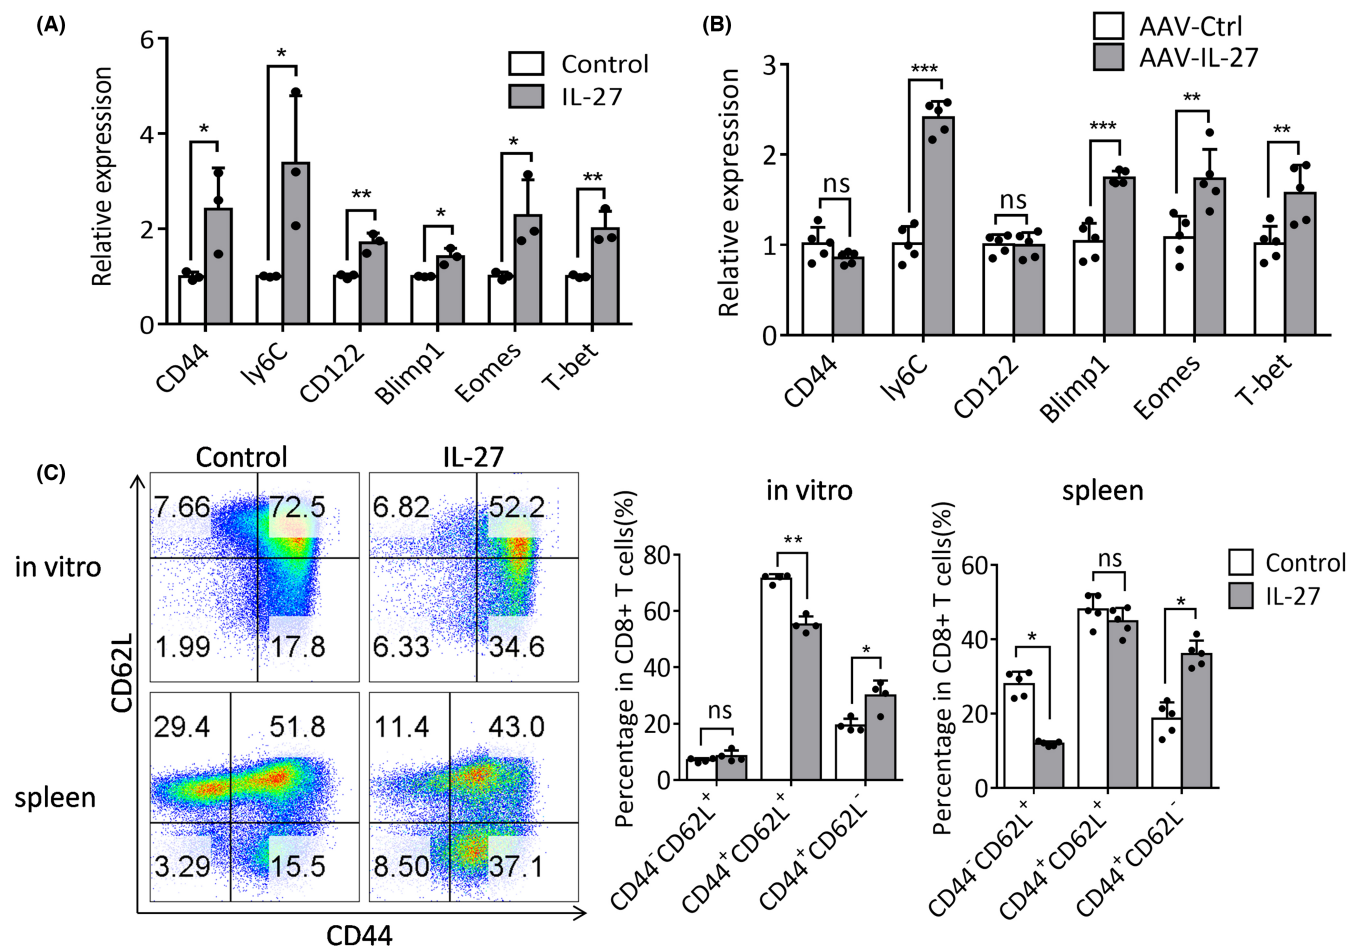 (A)
Relative expressison
6
4
2
0
Control
IL-27
*
*
**
*
*
**
CD44
ly6C
CD122
Blimp1
Eomes
T-bet
(B)
AAV-Ctrl
AAV-IL-27
Relative expressison
3
2
1
0
ns
***
ns
***
**
**
CD44
ly6C
CD122
Blimp1
Eomes
T-bet
(C)
Control
IL-27
in vitro
7.66 72.5
1.99 17.8
6.82 52.2
6.33 34.6
spleen
29.4 51.8
3.29 15.5
11.4 43.0
8.50 37.1
CD62L
CD44
in vitro
Percentage in CD8+ T cells(%)
80
60
40
20
0
ns
**
*
CD44⁻CD62L⁺
CD44⁺CD62L⁺
CD44⁺CD62L⁻
spleen
Percentage in CD8+ T cells(%)
60
40
20
0
*
ns
*
CD44⁻CD62L⁺
CD44⁺CD62L⁺
CD44⁺CD62L⁻
Control
IL-27